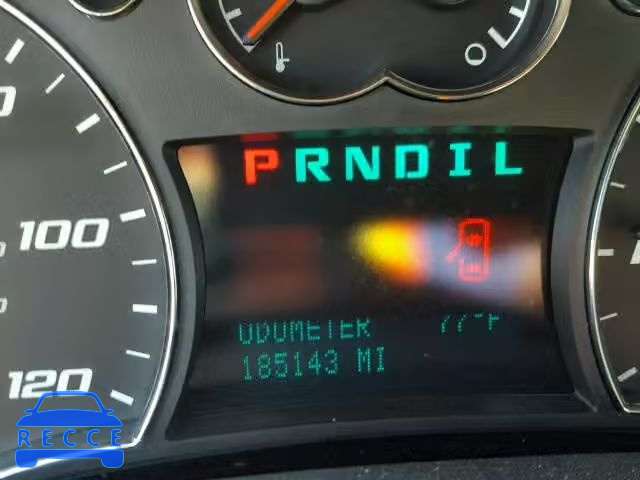 PRNDIL
100
ODOMETER 77°F
185143 MI
120
RECCE